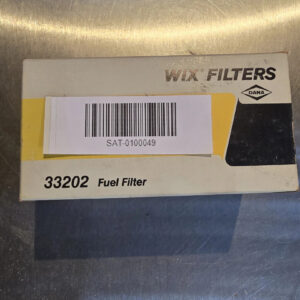 WIX® FILTERS
DANA
SAT-0100049
33202 Fuel Filter